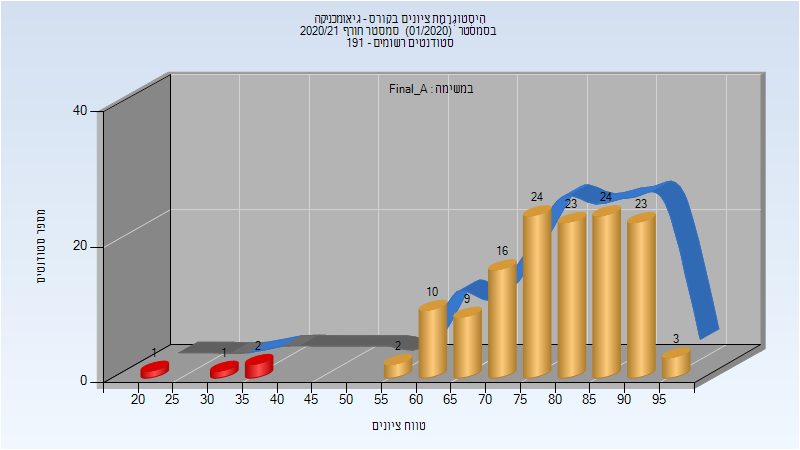 היסטוגרמת ציונים בקורס - גיאומכניקה
בסמסטר (01/2020) סמסטר חורף 2020/21
סטודנטים רשומים - 191
במשימה : Final_A
מספר סטודנטים
40
20
0
1
1
2
2
10
9
16
24
23
24
23
3
20 25 30 35 40 45 50 55 60 65 70 75 80 85 90 95
טווח ציונים